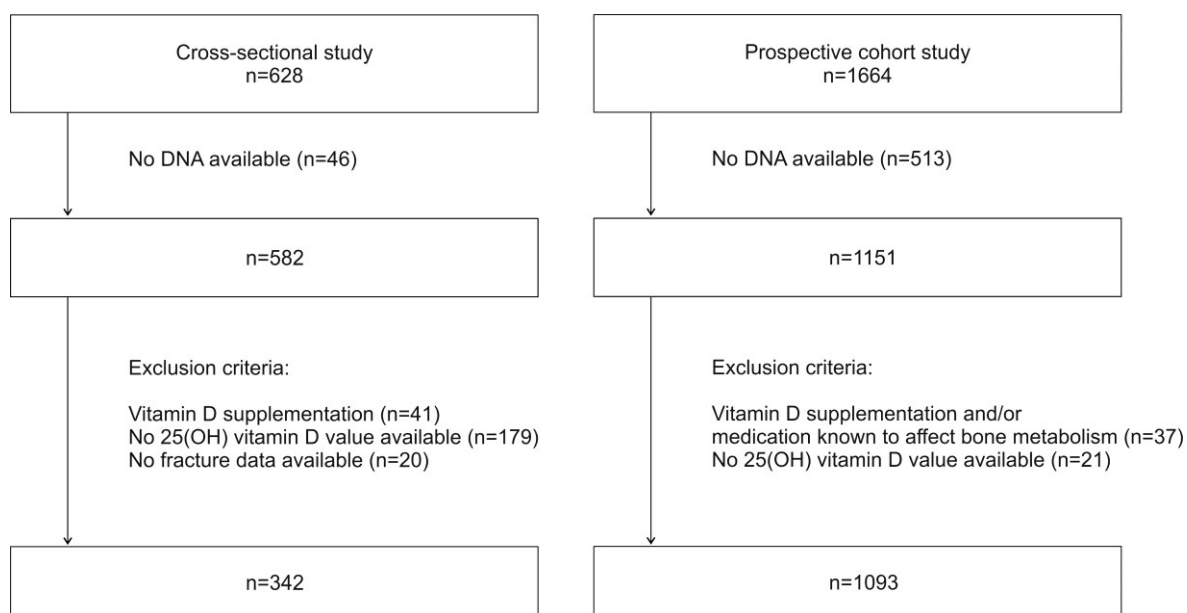 Cross-sectional study
n=628
No DNA available (n=46)
n=582
Exclusion criteria:
Vitamin D supplementation (n=41)
No 25(OH) vitamin D value available (n=179)
No fracture data available (n=20)
n=342
Prospective cohort study
n=1664
No DNA available (n=513)
n=1151
Exclusion criteria:
Vitamin D supplementation and/or
medication known to affect bone metabolism (n=37)
No 25(OH) vitamin D value available (n=21)
n=1093